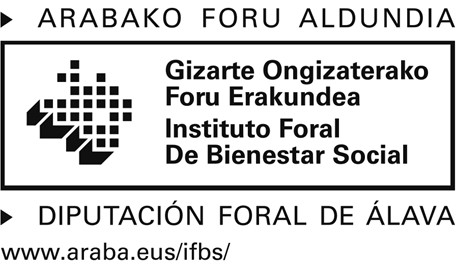 ARABAKO FORU ALDUNDIA
Gizarte Ongizaterako
Foru Erakundea
Instituto Foral
De Bienestar Social
DIPUTACIÓN FORAL DE ÁLAVA
www.araba.eus/ifbs/